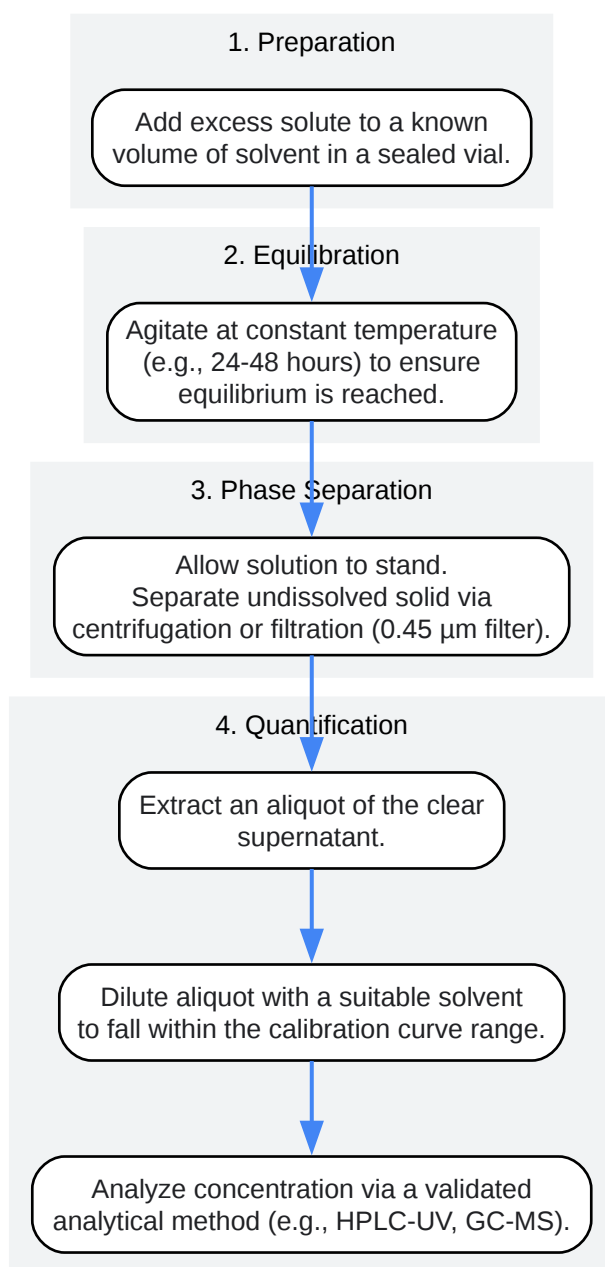 1. Preparation
Add excess solute to a known
volume of solvent in a sealed vial.
2. Equilibration
Agitate at constant temperature
(e.g., 24-48 hours) to ensure
equilibrium is reached.
3. Phase Separation
Allow solution to stand.
Separate undissolved solid via
centrifugation or filtration (0.45 µm filter).
4. Quantification
Extract an aliquot of the clear
supernatant.
Dilute aliquot with a suitable solvent
to fall within the calibration curve range.
Analyze concentration via a validated
analytical method (e.g., HPLC-UV, GC-MS).